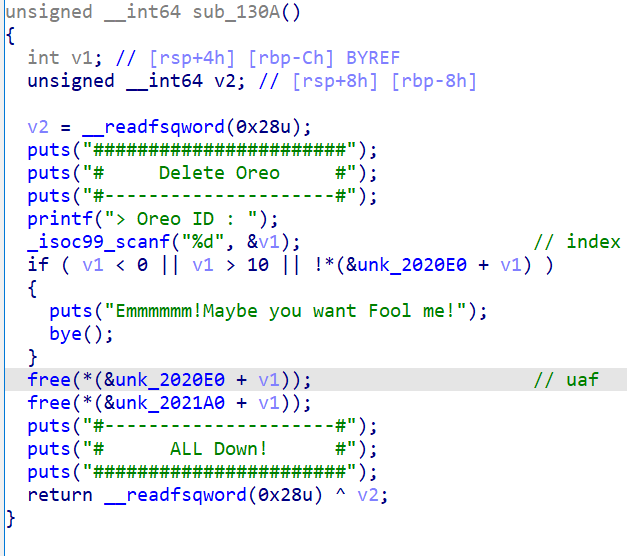 unsigned __int64 sub_130A()
{
  int v1; // [rsp+4h] [rbp-Ch] BYREF
  unsigned __int64 v2; // [rsp+8h] [rbp-8h]

  v2 = __readfsqword(0x28u);
  puts("#######################");
  puts("#     Delete Oreo     #");
  puts("#---------------------#");
  printf("> Oreo ID : ");
  _isoc99_scanf("%d", &v1);                     // index
  if ( v1 < 0 || v1 > 10 || !*(&unk_2020E0 + v1) )
  {
    puts("Emmmmmm!Maybe you want Fool me!");
    bye();
  }
  free(*(&unk_2020E0 + v1));                    // uaf
  free(*(&unk_2021A0 + v1));
  puts("#---------------------#");
  puts("#      ALL Down!      #");
  puts("#######################");
  return __readfsqword(0x28u) ^ v2;
}